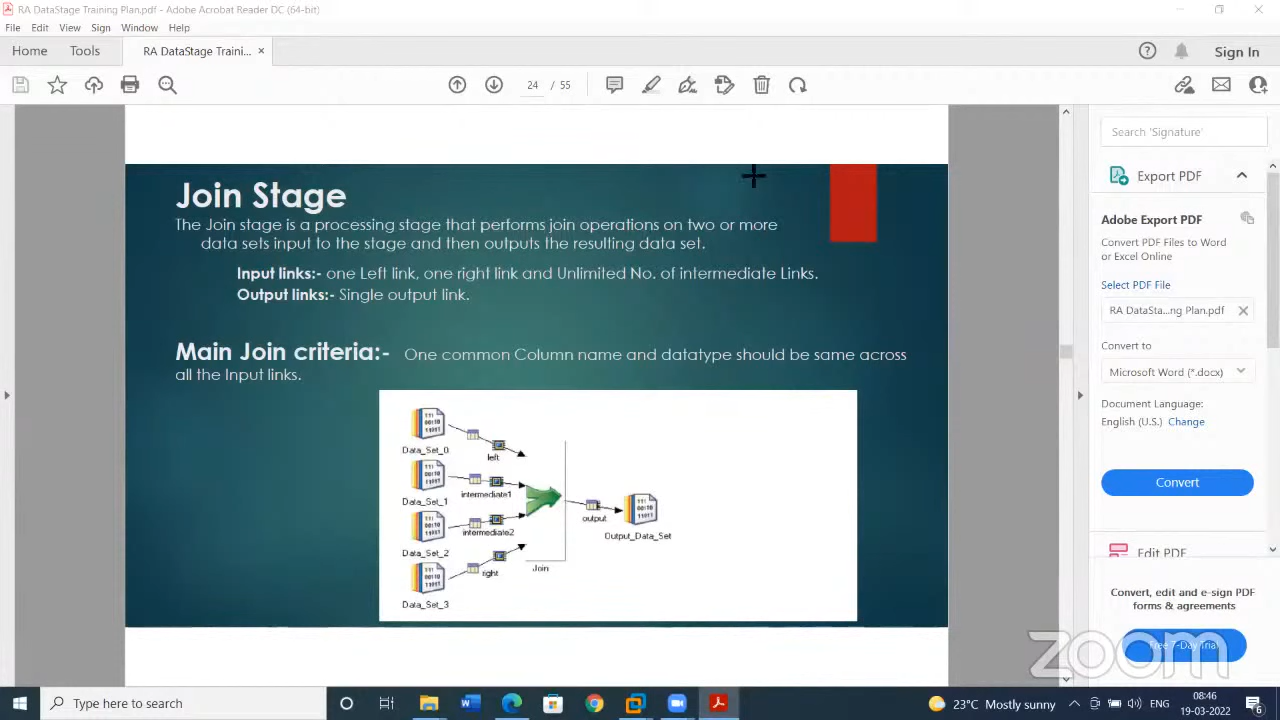 RA DataStage Training Plan.pdf - Adobe Acrobat Reader DC (64-bit)
File Edit View Sign Window Help
Home Tools RA DataStage Traini... × Sign In
24 / 55
Search 'Signature'
Export PDF
Adobe Export PDF
Convert PDF Files to Word
or Excel Online
Select PDF File
RA DataSta...ng Plan.pdf
Convert to
Microsoft Word (*.docx)
Document Language:
English (U.S.) Change
Convert
Edit PDF
Convert, edit and e-sign PDF
forms & agreements
Free 7-Day Trial
Join Stage
The Join stage is a processing stage that performs join operations on two or more
data sets input to the stage and then outputs the resulting data set.
Input links:- one Left link, one right link and Unlimited No. of intermediate Links.
Output links:- Single output link.
Main Join criteria:- One common Column name and datatype should be same across
all the Input links.
Data_Set_0
left
Data_Set_1
intermediate1
Data_Set_2
intermediate2
Data_Set_3
right
Join
output
Output_Data_Set
zoom
Type here to search
23°C Mostly sunny
ENG
08:46
19-03-2022
6